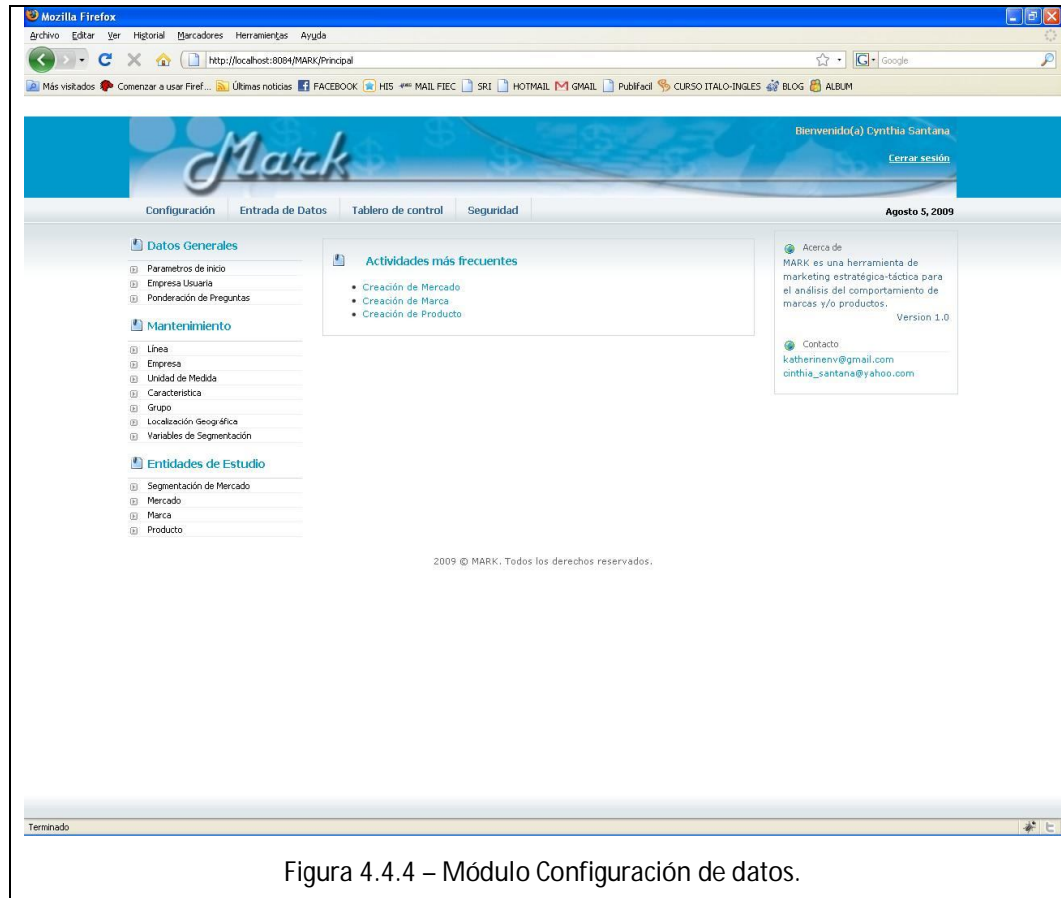 Mozilla Firefox
Archivo Editar Ver Historial Marcadores Herramientas Ayuda
http://localhost:8084/MARK/Principal
Google
Más visitados Comenzar a usar Firef... Últimas noticias FACEBOOK HI5 MAIL FIEC SRI HOTMAIL GMAIL Publifacil CURSO ITALO-INGLES BLOG ALBUM
Mark
Bienvenido(a) Cynthia Santana
Cerrar sesión
Configuración Entrada de Datos Tablero de control Seguridad
Agosto 5, 2009
Datos Generales
Parametros de inicio
Empresa Usuaria
Ponderación de Preguntas
Mantenimiento
Línea
Empresa
Unidad de Medida
Caracteristica
Grupo
Localización Geográfica
Variables de Segmentación
Entidades de Estudio
Segmentación de Mercado
Mercado
Marca
Producto
Actividades más frecuentes
• Creación de Mercado
• Creación de Marca
• Creación de Producto
Acerca de
MARK es una herramienta de
marketing estratégica-táctica para
el análisis del comportamiento de
marcas y/o productos.
Version 1.0
Contacto
katherinenv@gmail.com
cinthia_santana@yahoo.com
2009 © MARK. Todos los derechos reservados.
Terminado
Figura 4.4.4 – Módulo Configuración de datos.